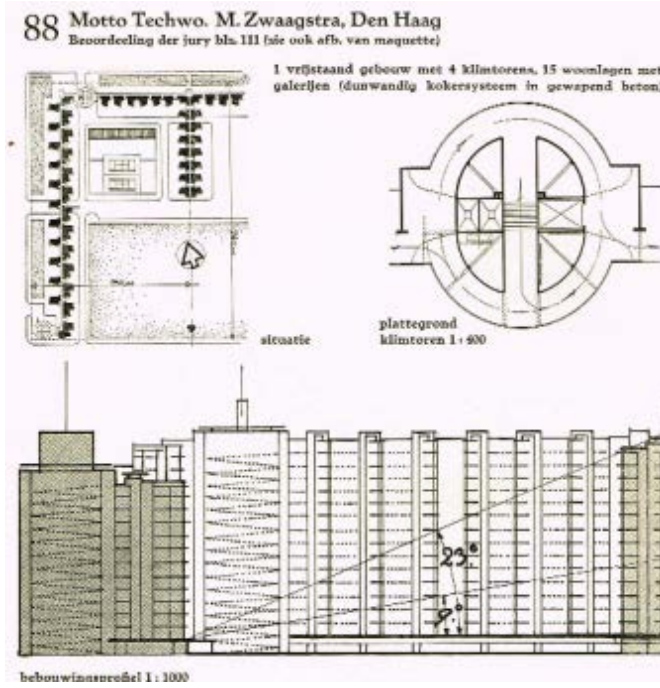 88 Motto Techwo. M. Zwaagstra, Den Haag
Beoordeeling der jury blz. 111 (zie ook afb. van maquette)
1 vrijstaand gebouw met 4 klimtorens, 15 woonlagen met
galerijen (dunwandig kokersysteem in gewapend beton)
situatie
plattegrond
klimtoren 1 : 600
23.°
9.°
bebouwingsprofiel 1 : 1000